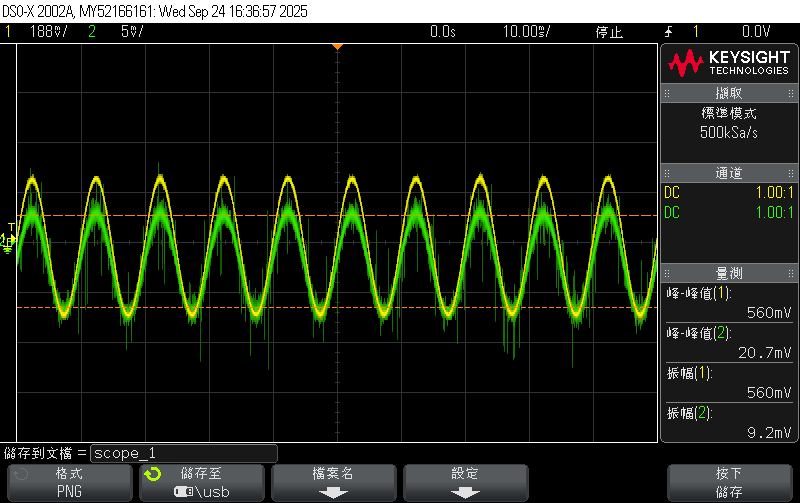 DSO-X 2002A, MY52166161: Wed Sep 24 16:36:57 2025
1 188m/ 2 5m/ 0.0s 10.00m/ 停止 1 0.0V
KEYSIGHT
TECHNOLOGIES
擷取
標準模式
500kSa/s
通道
DC 1.00:1
DC 1.00:1
量測
峰-峰值(1):
560mV
峰-峰值(2):
20.7mV
振幅(1):
560mV
振幅(2):
9.2mV
T
儲存到文檔 = scope_1
格式
PNG
儲存至
\usb
檔案名
設定
按下
儲存